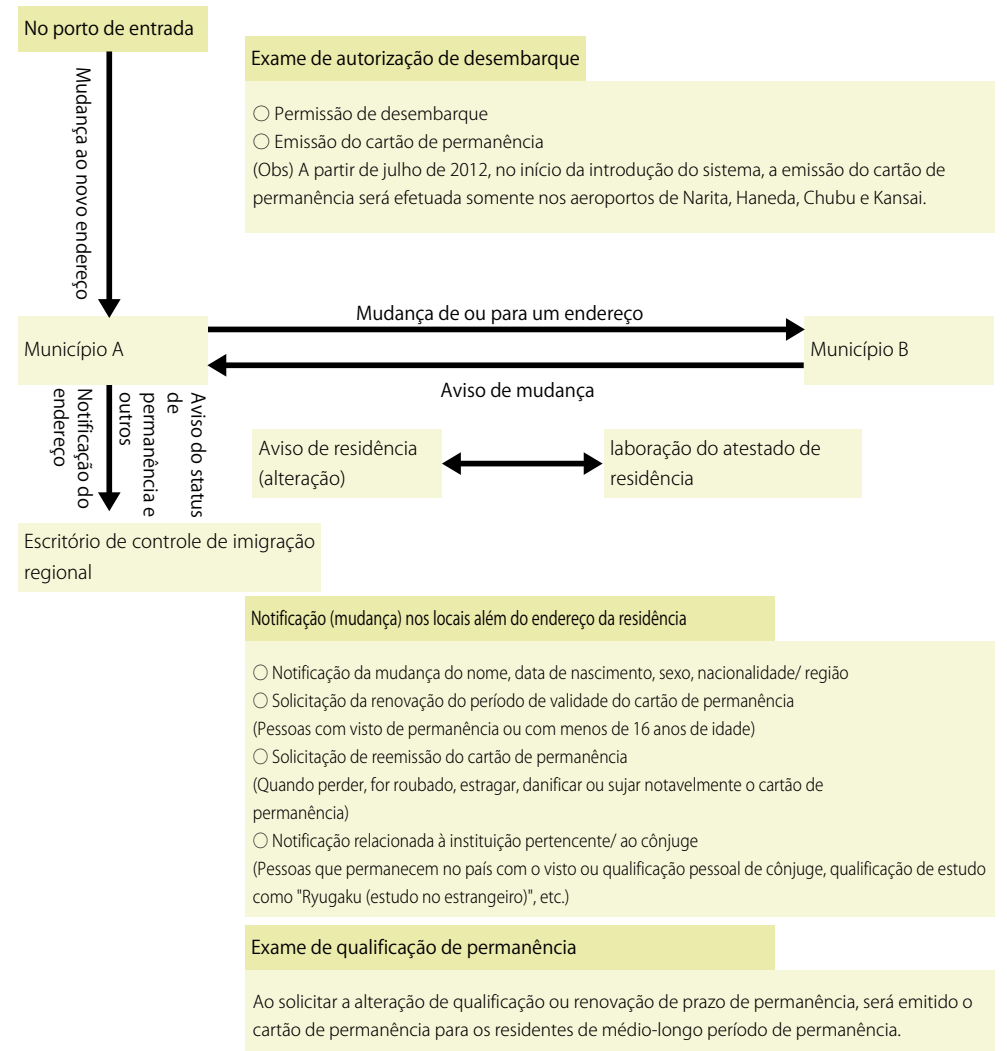 No porto de entrada
Exame de autorização de desembarque
Mudança ao novo endereço
○ Permissão de desembarque
○ Emissão do cartão de permanência
(Obs) A partir de julho de 2012, no início da introdução do sistema, a emissão do cartão de
permanência será efetuada somente nos aeroportos de Narita, Haneda, Chubu e Kansai.
Mudança de ou para um endereço
Município A
Município B
Aviso de mudança
Notificação do
endereço
Aviso do status
de
permanência e
outros
Aviso de residência
(alteração)
laboração do atestado de
residência
Escritório de controle de imigração
regional
Notificação (mudança) nos locais além do endereço da residência
○ Notificação da mudança do nome, data de nascimento, sexo, nacionalidade/ região
○ Solicitação da renovação do período de validade do cartão de permanência
(Pessoas com visto de permanência ou com menos de 16 anos de idade)
○ Solicitação de reemissão do cartão de permanência
(Quando perder, for roubado, estragar, danificar ou sujar notavelmente o cartão de
permanência)
○ Notificação relacionada à instituição pertencente/ ao cônjuge
(Pessoas que permanecem no país com o visto ou qualificação pessoal de cônjuge, qualificação de estudo
como "Ryugaku (estudo no estrangeiro)", etc.)
Exame de qualificação de permanência
Ao solicitar a alteração de qualificação ou renovação de prazo de permanência, será emitido o
cartão de permanência para os residentes de médio-longo período de permanência.